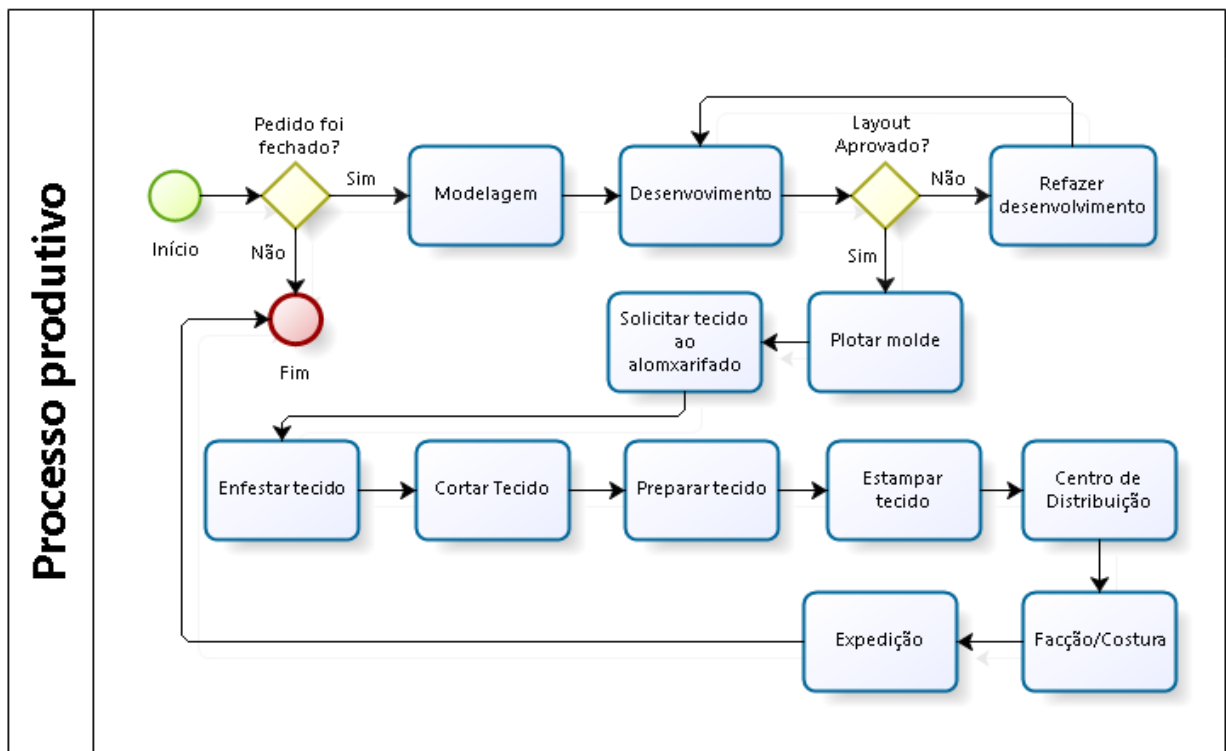 Processo produtivo
Pedido foi
fechado?
Layout
Aprovado?
Início
Sim
Modelagem
Desenvovimento
Não
Refazer
desenvolvimento
Não
Sim
Fim
Solicitar tecido
ao
alomxarifado
Plotar molde
Enfestar tecido
Cortar Tecido
Preparar tecido
Estampar
tecido
Centro de
Distribuição
Expedição
Facção/Costura